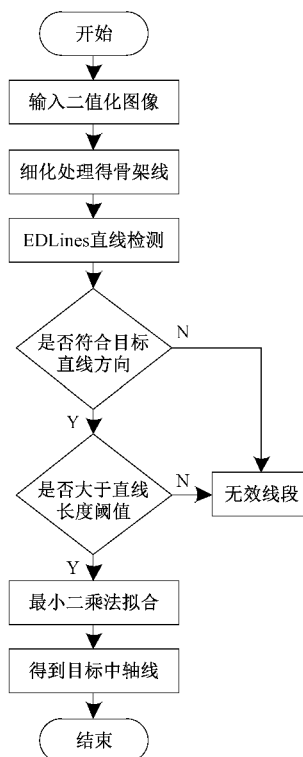 开始
输入二值化图像
细化处理得骨架线
EDLines直线检测
是否符合目标
直线方向
N
Y
是否大于直线
长度阈值
N
无效线段
Y
最小二乘法拟合
得到目标中轴线
结束